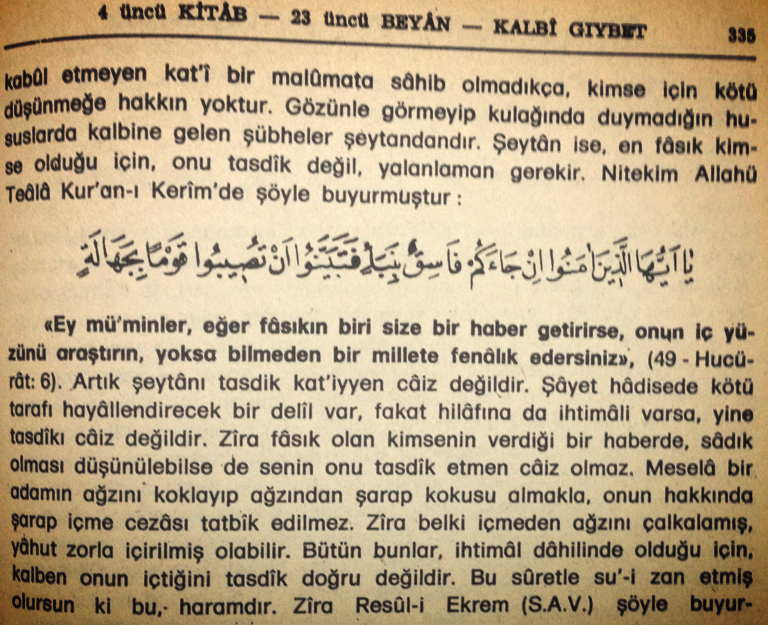 4 üncü KİTÂB — 23 üncü BEYÂN — KALBÎ GIYBET 335
kabûl etmeyen kat'î bir malûmata sâhib olmadıkça, kimse için kötü
düşünmeğe hakkın yoktur. Gözünle görmeyip kulağında duymadığın hu-
suslarda kalbine gelen şübheler şeytandandır. Şeytân ise, en fâsık kim-
se olduğu için, onu tasdîk değil, yalanlaman gerekir. Nitekim Allahü
Teâlâ Kur'an-ı Kerîm'de şöyle buyurmuştur :
يَا اَيُّهَا الَّذِينَ اٰمَنُوا اِنْ جَاءَكُمْ فَاسِقٌ بِنَبَأٍ فَتَبَيَّنُوا اَنْ تُصِيبُوا قَوْمًا بِجَهَالَةٍ
«Ey mü'minler, eğer fâsıkın biri size bir haber getirirse, onun iç yü-
zünü araştırın, yoksa bilmeden bir millete fenâlık edersiniz», (49 - Hucü-
rât: 6). Artık şeytânı tasdik kat'iyyen câiz değildir. Şâyet hâdisede kötü
tarafı hayâllendirecek bir delîl var, fakat hilâfına da ihtimâli varsa, yine
tasdîkı câiz değildir. Zîra fâsık olan kimsenin verdiği bir haberde, sâdık
olması düşünülebilse de senin onu tasdîk etmen câiz olmaz. Meselâ bir
adamın ağzını koklayıp ağzından şarap kokusu almakla, onun hakkında
şarap içme cezâsı tatbîk edilmez. Zîra belki içmeden ağzını çalkalamış,
yâhut zorla içirilmiş olabilir. Bütün bunlar, ihtimâl dâhilinde olduğu için,
kalben onun içtiğini tasdîk doğru değildir. Bu sûretle su'-i zan etmiş
olursun ki bu, haramdır. Zîra Resûl-i Ekrem (S.A.V.) şöyle buyur-